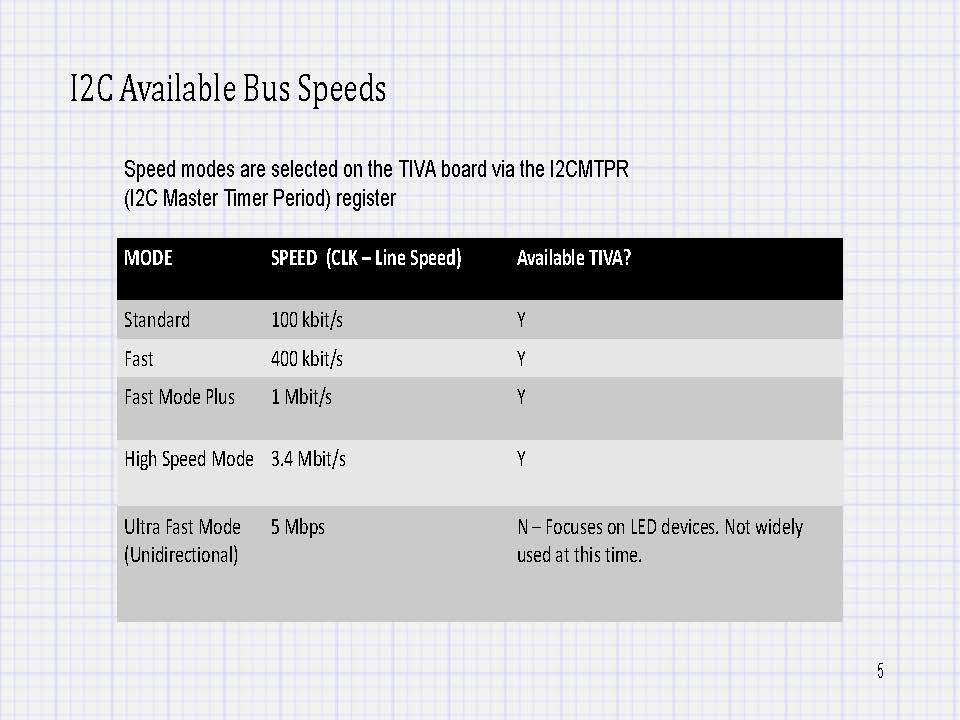 I2C Available Bus Speeds
Speed modes are selected on the TIVA board via the I2CMTPR
(I2C Master Timer Period) register
MODE SPEED (CLK – Line Speed) Available TIVA?
Standard 100 kbit/s Y
Fast 400 kbit/s Y
Fast Mode Plus 1 Mbit/s Y
High Speed Mode 3.4 Mbit/s Y
Ultra Fast Mode 5 Mbps N – Focuses on LED devices. Not widely
(Unidirectional) used at this time.
5